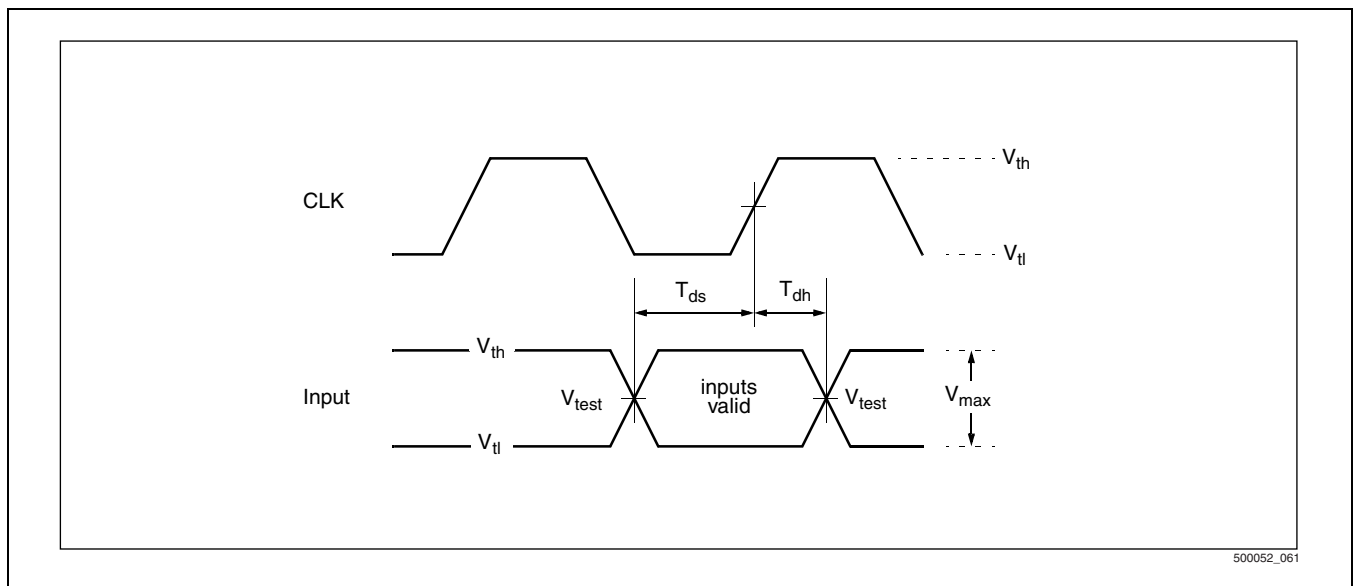 V_th
CLK
V_tl
T_ds T_dh
V_th
V_test inputs valid V_test V_max
Input
V_tl
500052_061